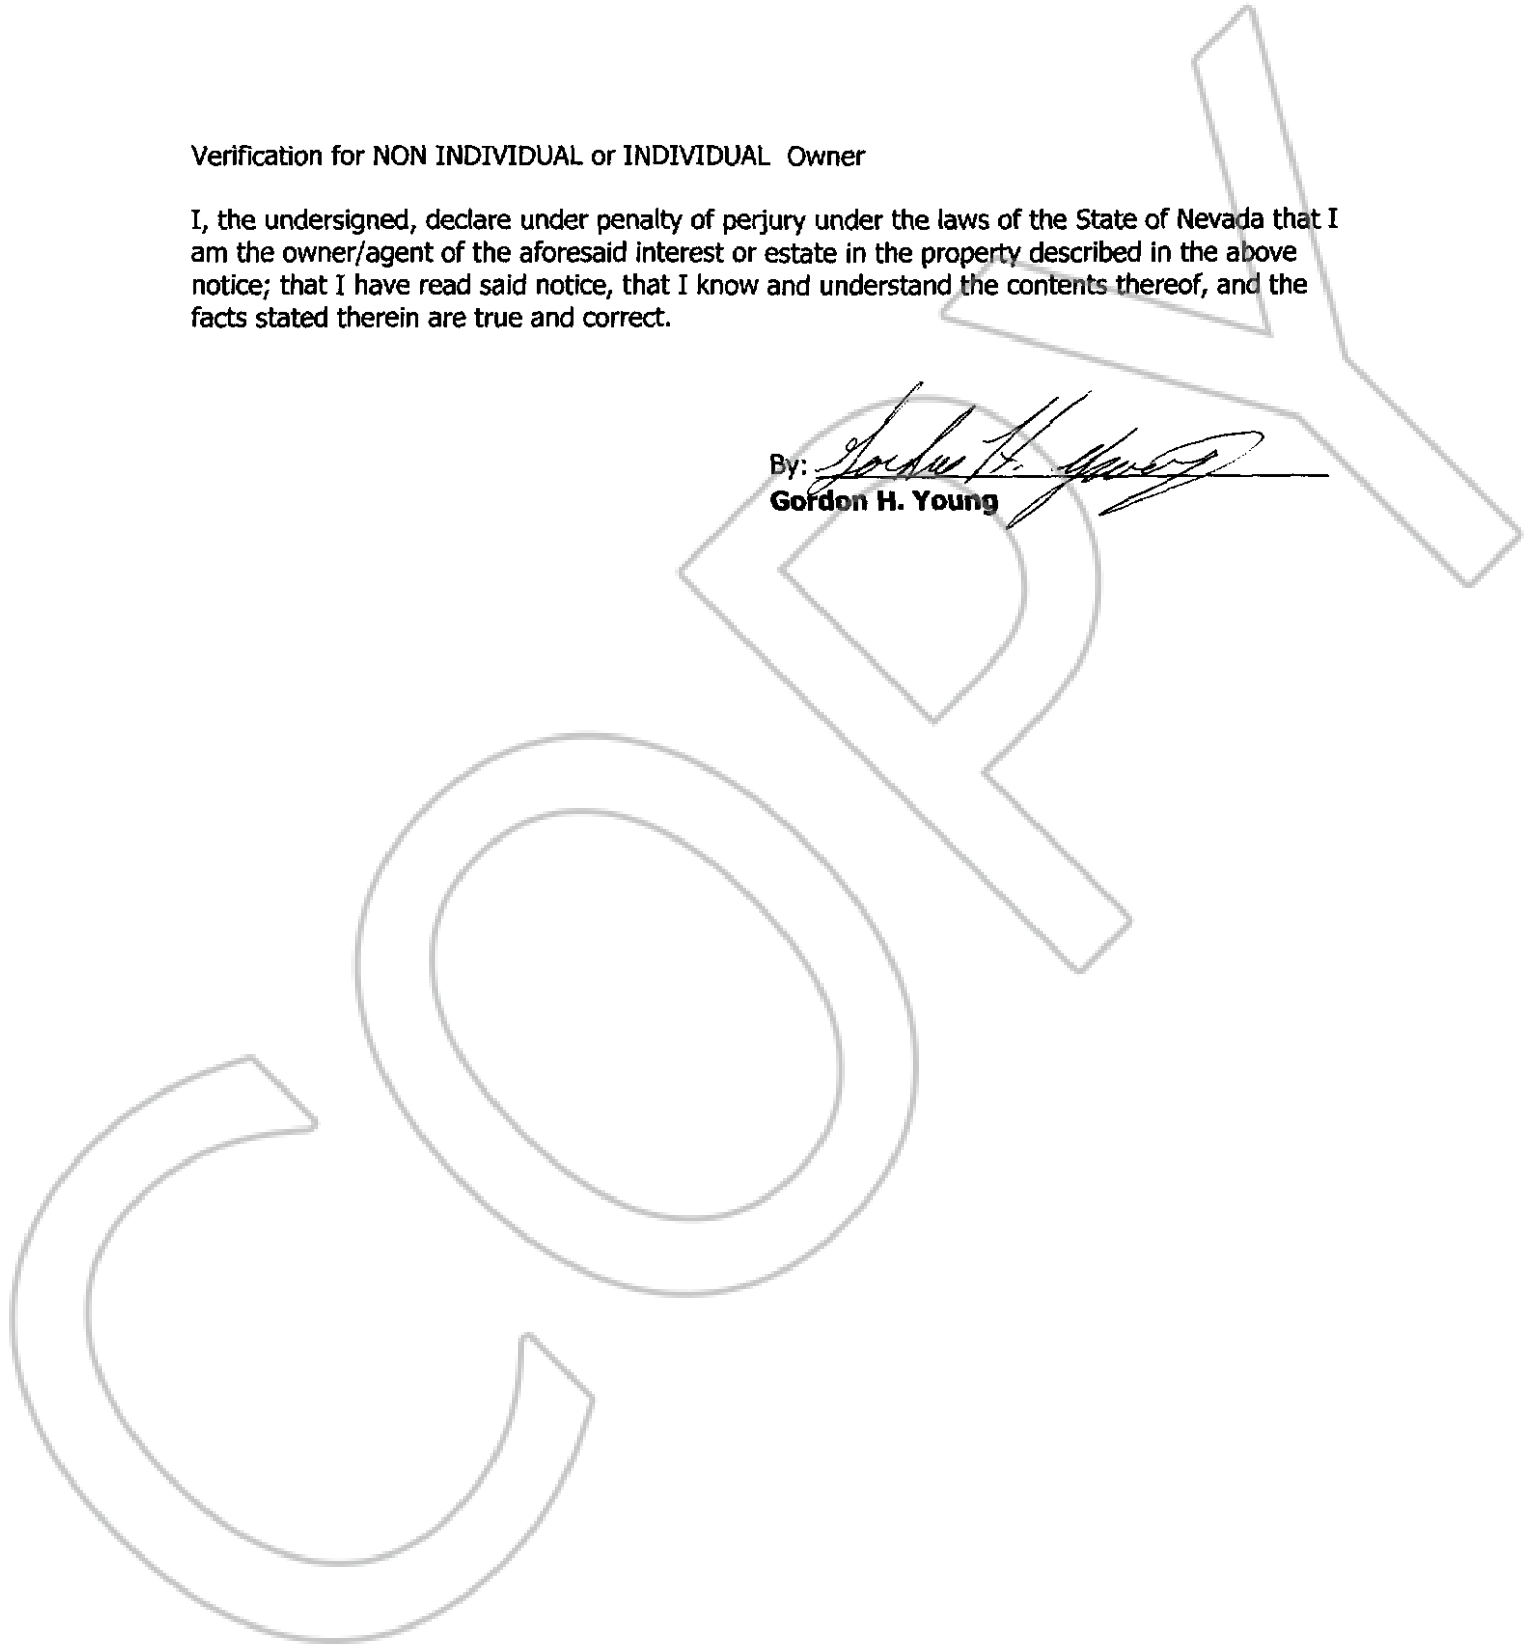 Verification for NON INDIVIDUAL or INDIVIDUAL  Owner
I, the undersigned, declare under penalty of perjury under the laws of the State of Nevada that I
am the owner/agent of the aforesaid interest or estate in the property described in the above
notice; that I have read said notice, that I know and understand the contents thereof, and the
facts stated therein are true and correct.
By: Gordon H. Young
Gordon H. Young
COPY